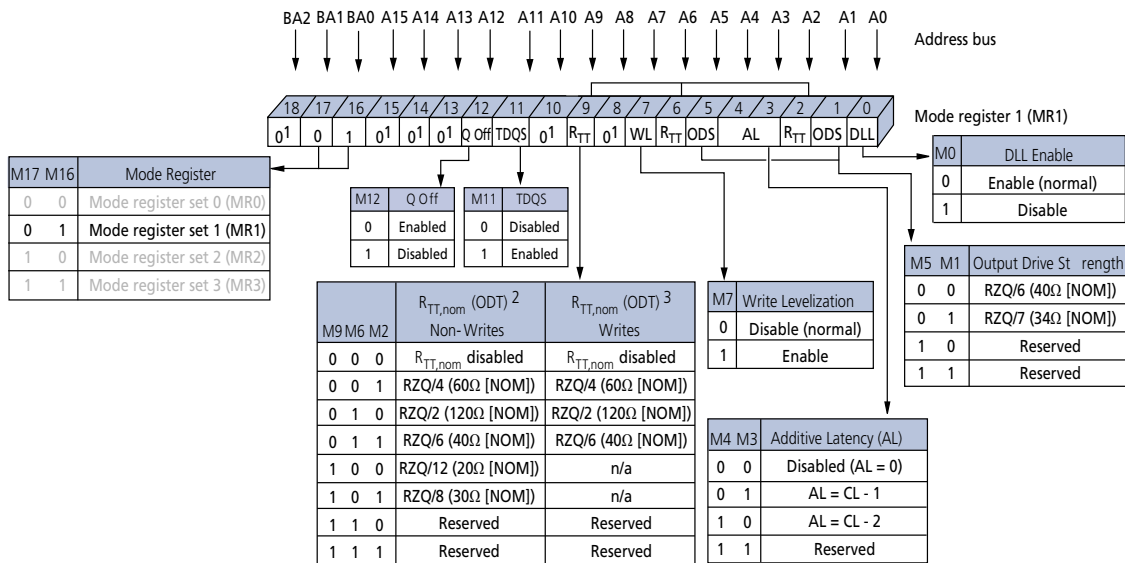 BA2 BA1 BA0 A15 A14 A13 A12 A11 A10 A9 A8 A7 A6 A5 A4 A3 A2 A1 A0
Address bus
18 17 16 15 14 13 12 11 10 9 8 7 6 5 4 3 2 1 0
Mode register 1 (MR1)
0¹ 0 1 0¹ 0¹ 0¹ Q Off TDQS 0¹ RTT 0¹ WL RTT ODS AL RTT ODS DLL
M17 M16 Mode Register
0 0 Mode register set 0 (MR0)
0 1 Mode register set 1 (MR1)
1 0 Mode register set 2 (MR2)
1 1 Mode register set 3 (MR3)
M12 Q Off
0 Enabled
1 Disabled
M11 TDQS
0 Disabled
1 Enabled
M0 DLL Enable
0 Enable (normal)
1 Disable
M5 M1 Output Drive St rength
0 0 RZQ/6 (40Ω [NOM])
0 1 RZQ/7 (34Ω [NOM])
1 0 Reserved
1 1 Reserved
M9 M6 M2 RTT,nom (ODT) ² Non-Writes RTT,nom (ODT) ³ Writes
0 0 0 RTT,nom disabled RTT,nom disabled
0 0 1 RZQ/4 (60Ω [NOM]) RZQ/4 (60Ω [NOM])
0 1 0 RZQ/2 (120Ω [NOM]) RZQ/2 (120Ω [NOM])
0 1 1 RZQ/6 (40Ω [NOM]) RZQ/6 (40Ω [NOM])
1 0 0 RZQ/12 (20Ω [NOM]) n/a
1 0 1 RZQ/8 (30Ω [NOM]) n/a
1 1 0 Reserved Reserved
1 1 1 Reserved Reserved
M7 Write Levelization
0 Disable (normal)
1 Enable
M4 M3 Additive Latency (AL)
0 0 Disabled (AL = 0)
0 1 AL = CL - 1
1 0 AL = CL - 2
1 1 Reserved